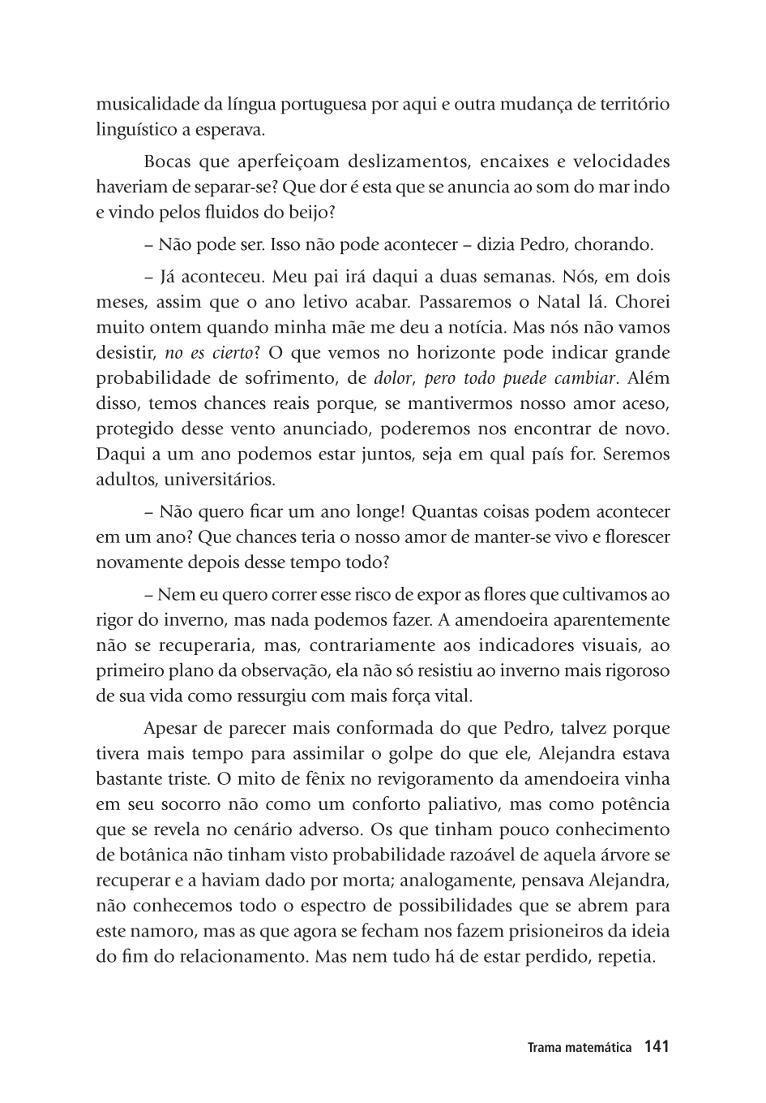 musicalidade da língua portuguesa por aqui e outra mudança de território
linguístico a esperava.
Bocas que aperfeiçoam deslizamentos, encaixes e velocidades
haveriam de separar-se? Que dor é esta que se anuncia ao som do mar indo
e vindo pelos fluidos do beijo?
– Não pode ser. Isso não pode acontecer – dizia Pedro, chorando.
– Já aconteceu. Meu pai irá daqui a duas semanas. Nós, em dois
meses, assim que o ano letivo acabar. Passaremos o Natal lá. Chorei
muito ontem quando minha mãe me deu a notícia. Mas nós não vamos
desistir, no es cierto? O que vemos no horizonte pode indicar grande
probabilidade de sofrimento, de dolor, pero todo puede cambiar. Além
disso, temos chances reais porque, se mantivermos nosso amor aceso,
protegido desse vento anunciado, poderemos nos encontrar de novo.
Daqui a um ano podemos estar juntos, seja em qual país for. Seremos
adultos, universitários.
– Não quero ficar um ano longe! Quantas coisas podem acontecer
em um ano? Que chances teria o nosso amor de manter-se vivo e florescer
novamente depois desse tempo todo?
– Nem eu quero correr esse risco de expor as flores que cultivamos ao
rigor do inverno, mas nada podemos fazer. A amendoeira aparentemente
não se recuperaria, mas, contrariamente aos indicadores visuais, ao
primeiro plano da observação, ela não só resistiu ao inverno mais rigoroso
de sua vida como ressurgiu com mais força vital.
Apesar de parecer mais conformada do que Pedro, talvez porque
tivera mais tempo para assimilar o golpe do que ele, Alejandra estava
bastante triste. O mito de fênix no revigoramento da amendoeira vinha
em seu socorro não como um conforto paliativo, mas como potência
que se revela no cenário adverso. Os que tinham pouco conhecimento
de botânica não tinham visto probabilidade razoável de aquela árvore se
recuperar e a haviam dado por morta; analogamente, pensava Alejandra,
não conhecemos todo o espectro de possibilidades que se abrem para
este namoro, mas as que agora se fecham nos fazem prisioneiros da ideia
do fim do relacionamento. Mas nem tudo há de estar perdido, repetia.
Trama matemática 141